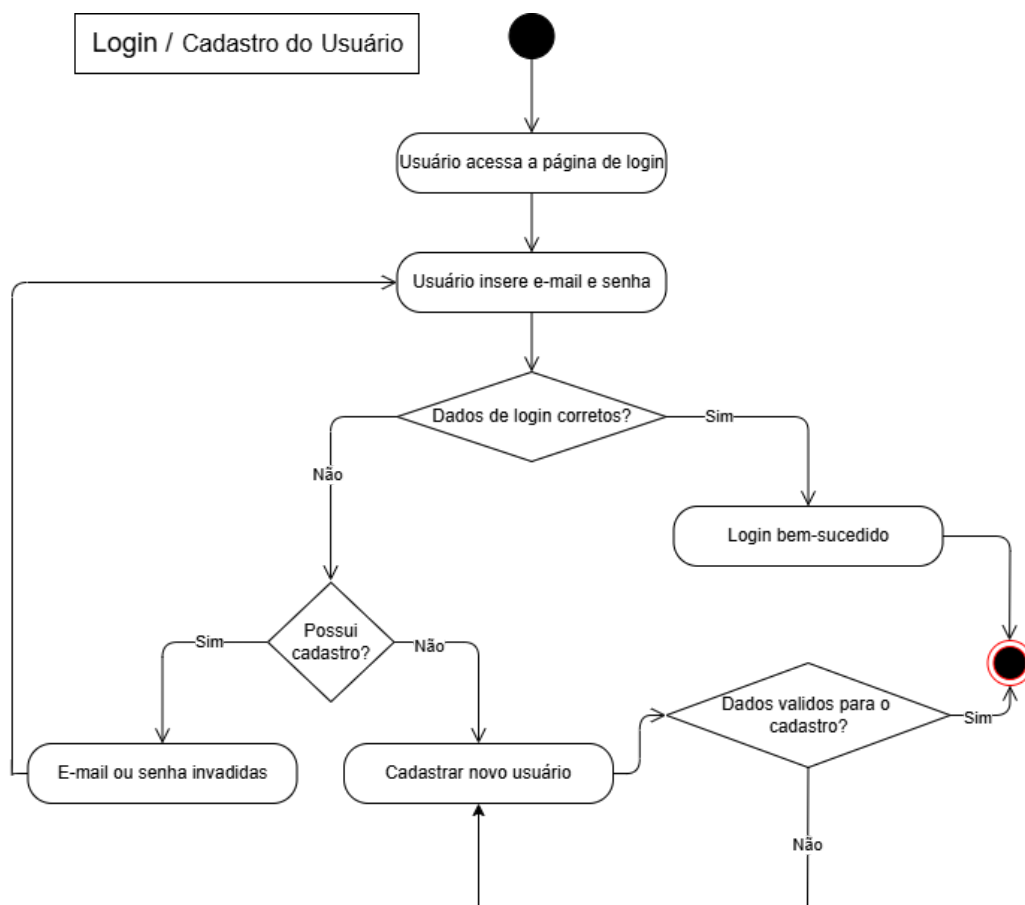 Login / Cadastro do Usuário
Usuário acessa a página de login
Usuário insere e-mail e senha
Dados de login corretos?
Sim
Não
Login bem-sucedido
Possui
cadastro?
Sim
Não
Dados validos para o
cadastro?
Sim
E-mail ou senha invadidas
Cadastrar novo usuário
Não